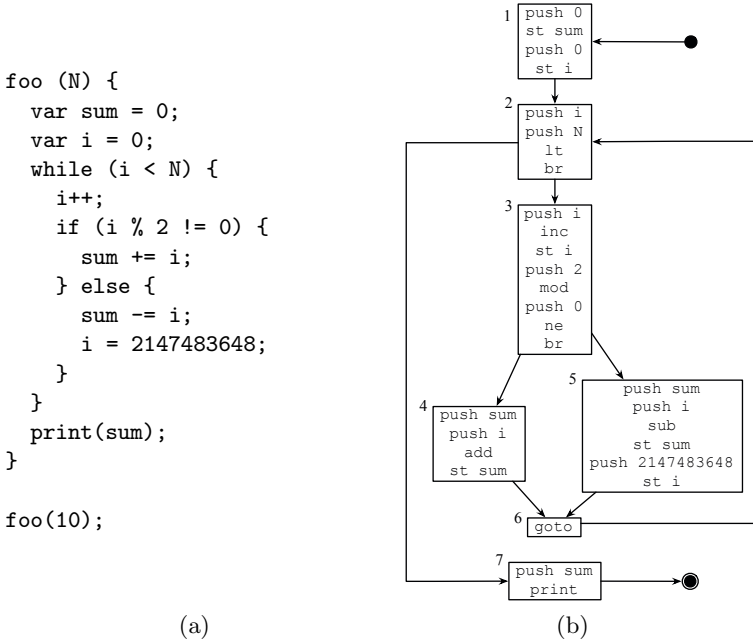 foo (N) {
var sum = 0;
var i = 0;
while (i < N) {
i++;
if (i % 2 != 0) {
sum += i;
} else {
sum -= i;
i = 2147483648;
}
}
print(sum);
}
foo(10);
(a)
1
push 0
st sum
push 0
st i
2
push i
push N
lt
br
3
push i
inc
st i
push 2
mod
push 0
ne
br
4
push sum
push i
add
st sum
5
push sum
push i
sub
st sum
push 2147483648
st i
6
goto
7
push sum
print
(b)